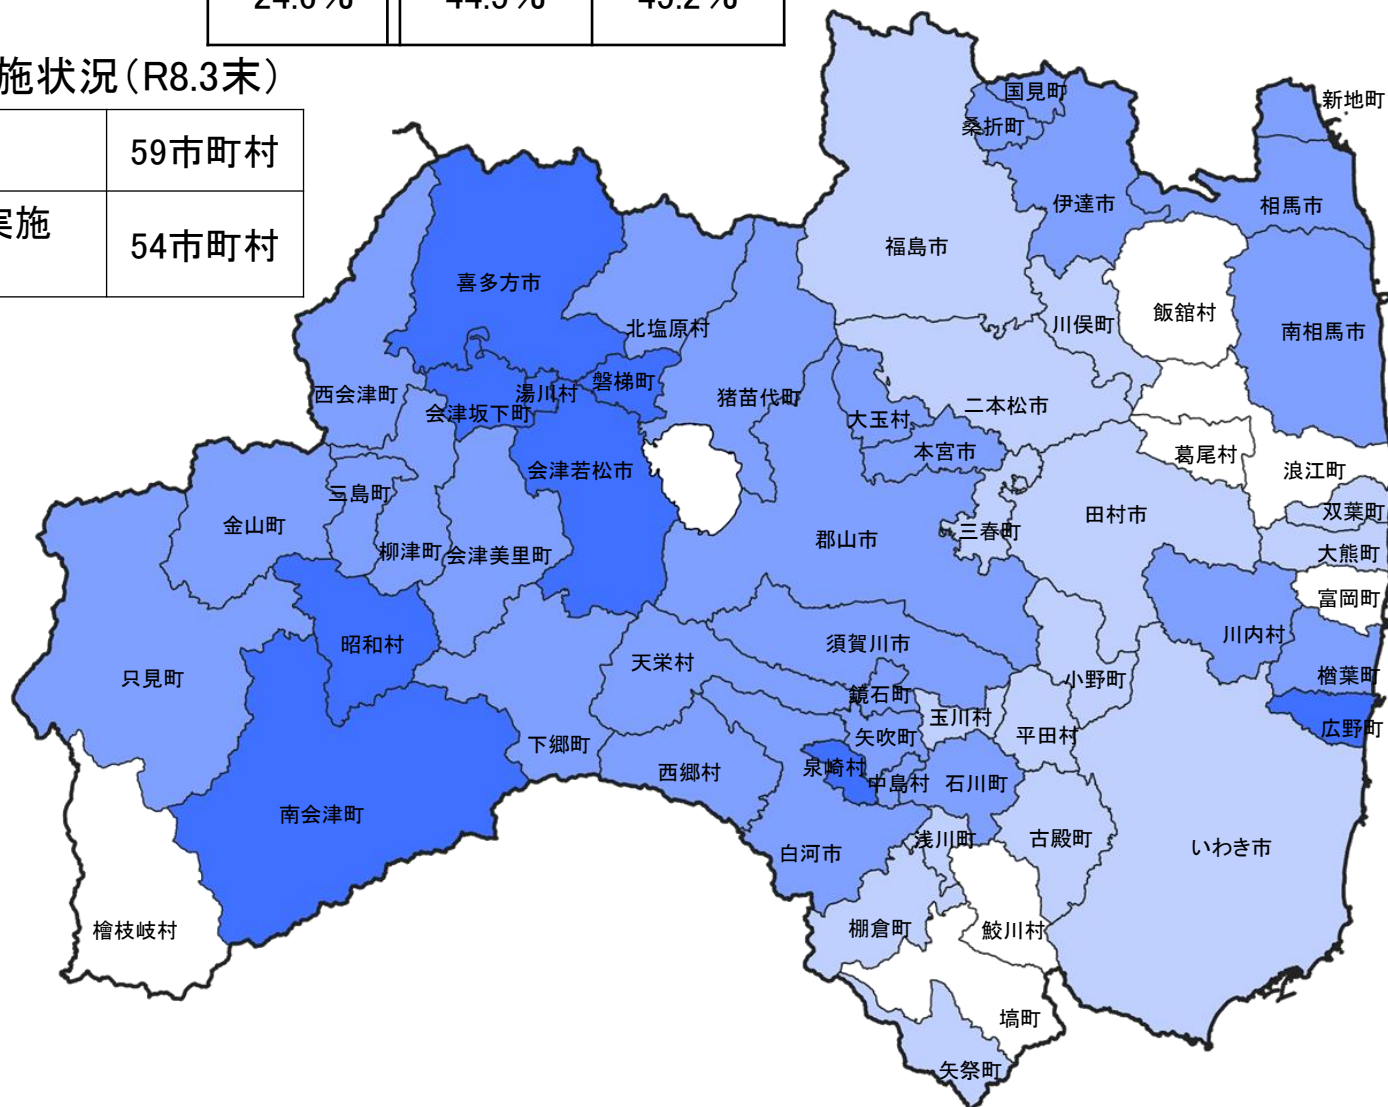 24.6% 44.9% 45.2%
施状況（R8.3末）
59市町村
実施
54市町村
新地町
国見町
桑折町
伊達市
相馬市
福島市
喜多方市
飯舘村
北塩原村
川俣町
南相馬市
西会津町
湯川村
磐梯町
猪苗代町
会津坂下町
大玉村
二本松市
本宮市
葛尾村
会津若松市
浪江町
三島町
金山町
双葉町
田村市
三春町
郡山市
柳津町
会津美里町
大熊町
富岡町
昭和村
須賀川市
川内村
天栄村
只見町
小野町
楢葉町
鏡石町
玉川村
広野町
平田村
下郷町
矢吹町
西郷村
泉崎村
中島村
石川町
南会津町
浅川町
古殿町
いわき市
白河市
檜枝岐村
棚倉町
鮫川村
塙町
矢祭町